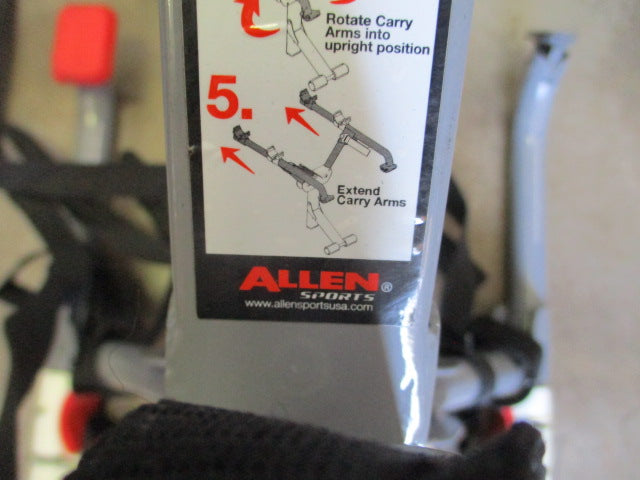 Rotate Carry
Arms into
upright position
5.
Extend
Carry Arms
ALLEN®
SPORTS
www.allensportsusa.com